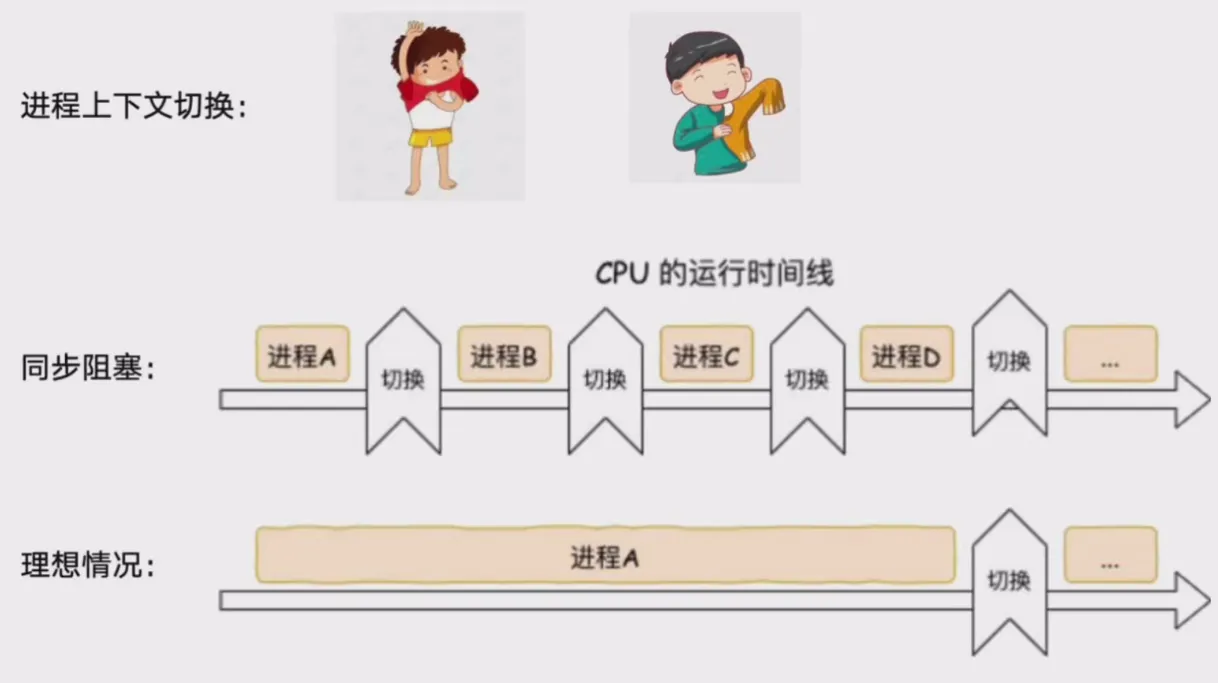 进程上下文切换：
CPU 的运行时间线
同步阻塞：
进程A
切换
进程B
切换
进程C
切换
进程D
切换
...
理想情况：
进程A
切换
...